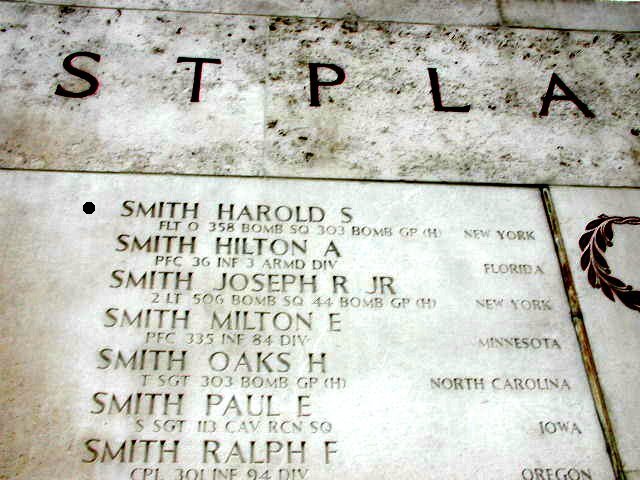 S T P L A
SMITH HAROLD S
FLT O 358 BOMB SQ 303 BOMB GP (H) NEW YORK
SMITH HILTON A
PFC 36 INF 3 ARMD DIV FLORIDA
SMITH JOSEPH R JR
2 LT 506 BOMB SQ 44 BOMB GP (H) NEW YORK
SMITH MILTON E
PFC 335 INF 84 DIV MINNESOTA
SMITH OAKS H
T SGT 303 BOMB GP (H) NORTH CAROLINA
SMITH PAUL E
S SGT 113 CAV RCN SQ IOWA
SMITH RALPH F
CPL 301 INF 94 DIV OREGON